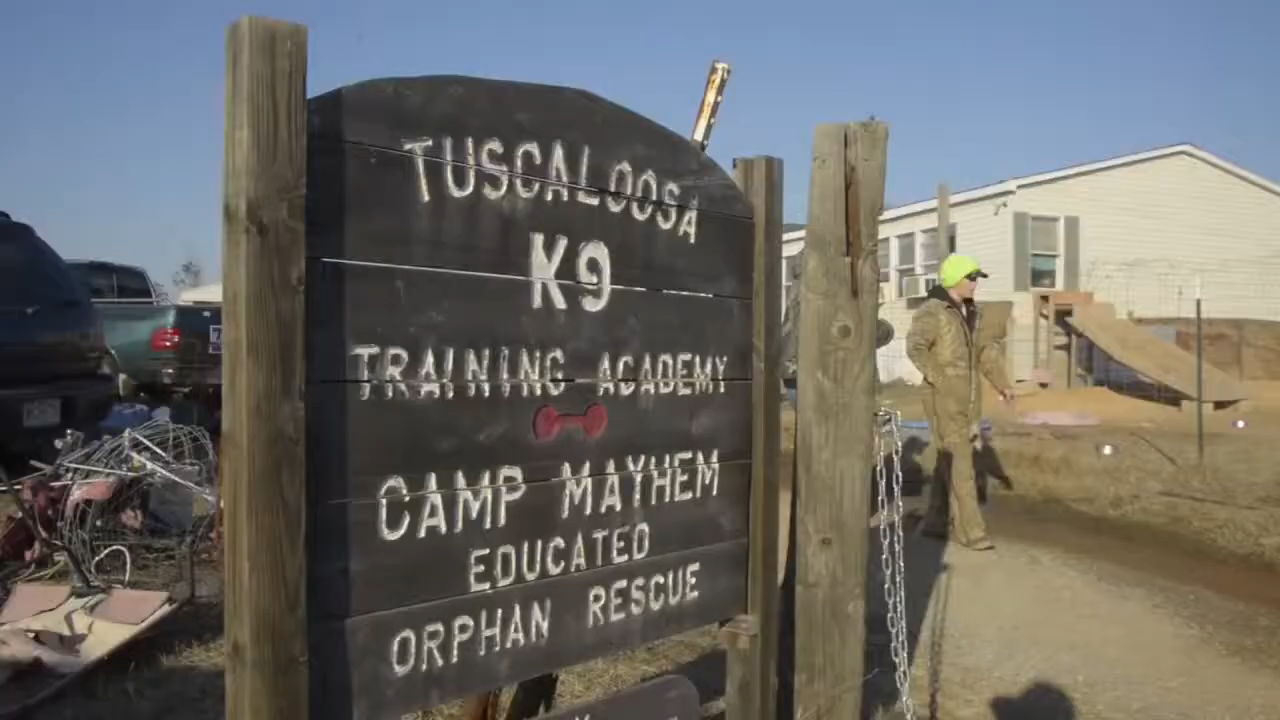 TUSCALOOSA
K9
TRAINING ACADEMY
CAMP MAYHEM
EDUCATED
ORPHAN RESCUE